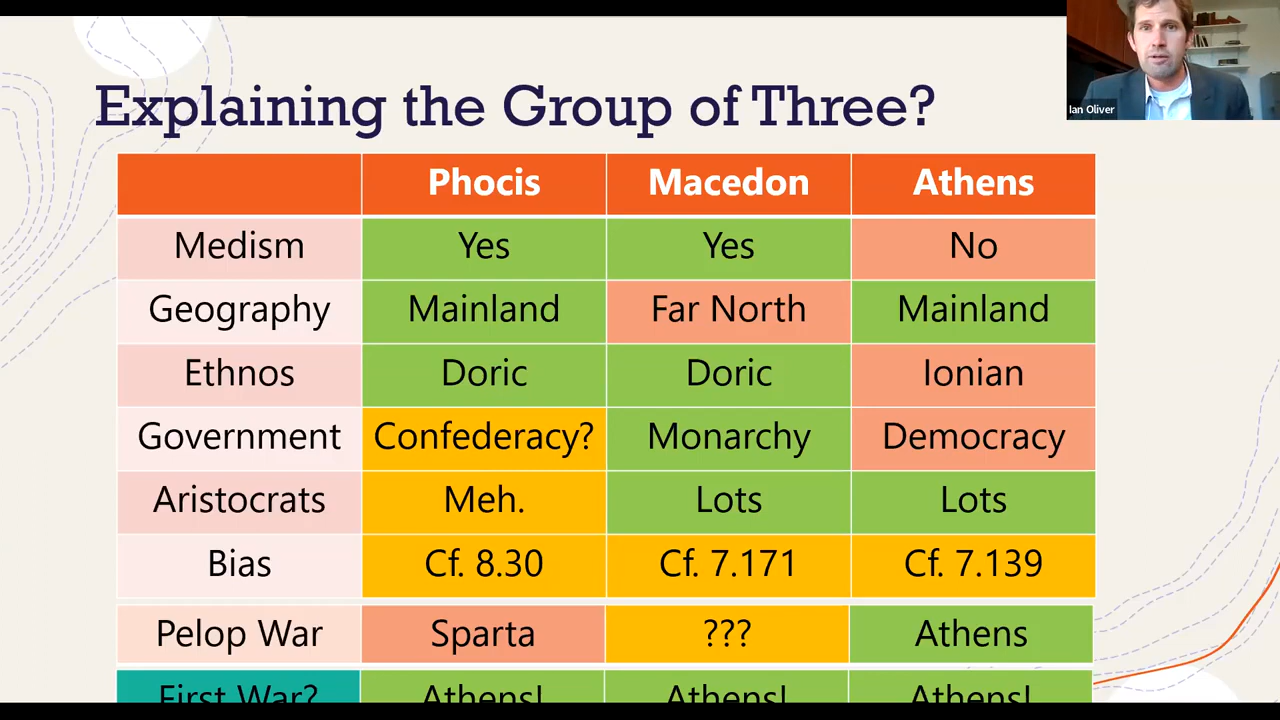 Ian Oliver
Explaining the Group of Three?
Phocis Macedon Athens
Medism Yes Yes No
Geography Mainland Far North Mainland
Ethnos Doric Doric Ionian
Government Confederacy? Monarchy Democracy
Aristocrats Meh. Lots Lots
Bias Cf. 8.30 Cf. 7.171 Cf. 7.139
Pelop War Sparta ??? Athens
First War? Athens! Athens! Athens!